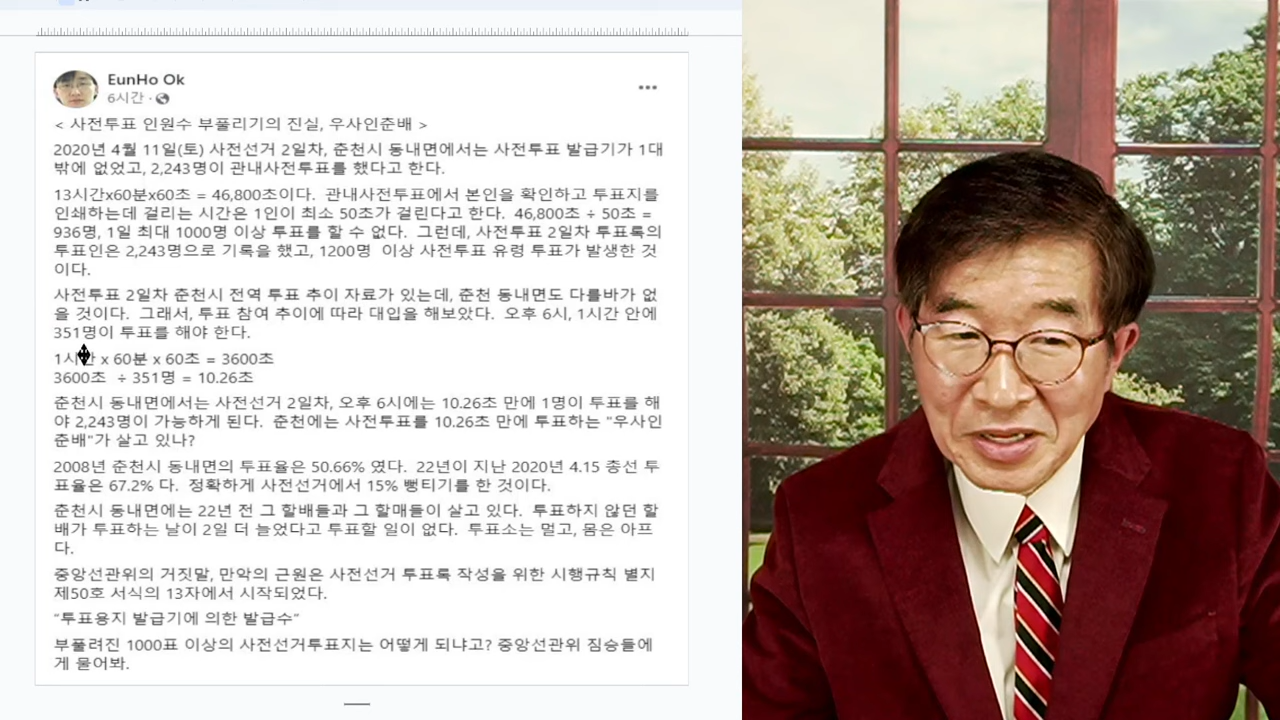 EunHo Ok
6시간 ·
< 사전투표 인원수 부풀리기의 진실, 우사인춘배 >
2020년 4월 11일(토) 사전선거 2일차, 춘천시 동내면에서는 사전투표 발급기가 1대
밖에 없었고, 2,243명이 관내사전투표를 했다고 한다.
13시간x60분x60초 = 46,800초이다. 관내사전투표에서 본인을 확인하고 투표지를
인쇄하는데 걸리는 시간은 1인이 최소 50초가 걸린다고 한다. 46,800초 ÷ 50초 =
936명, 1일 최대 1000명 이상 투표를 할 수 없다. 그런데, 사전투표 2일차 투표록의
투표인은 2,243명으로 기록을 했고, 1200명 이상 사전투표 유령 투표가 발생한 것
이다.
사전투표 2일차 춘천시 전역 투표 추이 자료가 있는데, 춘천 동내면도 다를바가 없
을 것이다. 그래서, 투표 참여 추이에 따라 대입을 해보았다. 오후 6시, 1시간 안에
351명이 투표를 해야 한다.
1시간 x 60분 x 60초 = 3600초
3600초 ÷ 351명 = 10.26초
춘천시 동내면에서는 사전선거 2일차, 오후 6시에는 10.26초 만에 1명이 투표를 해
야 2,243명이 가능하게 된다. 춘천에는 사전투표를 10.26초 만에 투표하는 “우사인
춘배”가 살고 있나?
2008년 춘천시 동내면의 투표율은 50.66% 였다. 22년이 지난 2020년 4.15 총선 투
표율은 67.2% 다. 정확하게 사전선거에서 15% 뻥티기를 한 것이다.
춘천시 동내면에는 22년 전 그 할배들과 그 할매들이 살고 있다. 투표하지 않던 할
배가 투표하는 날이 2일 더 늘었다고 투표할 일이 없다. 투표소는 멀고, 몸은 아프
다.
중앙선관위의 거짓말, 만악의 근원은 사전선거 투표록 작성을 위한 시행규칙 별지
제50호 서식의 13자에서 시작되었다.
“투표용지 발급기에 의한 발급수”
부풀려진 1000표 이상의 사전선거투표지는 어떻게 되냐고? 중앙선관위 짐승들에
게 물어봐.